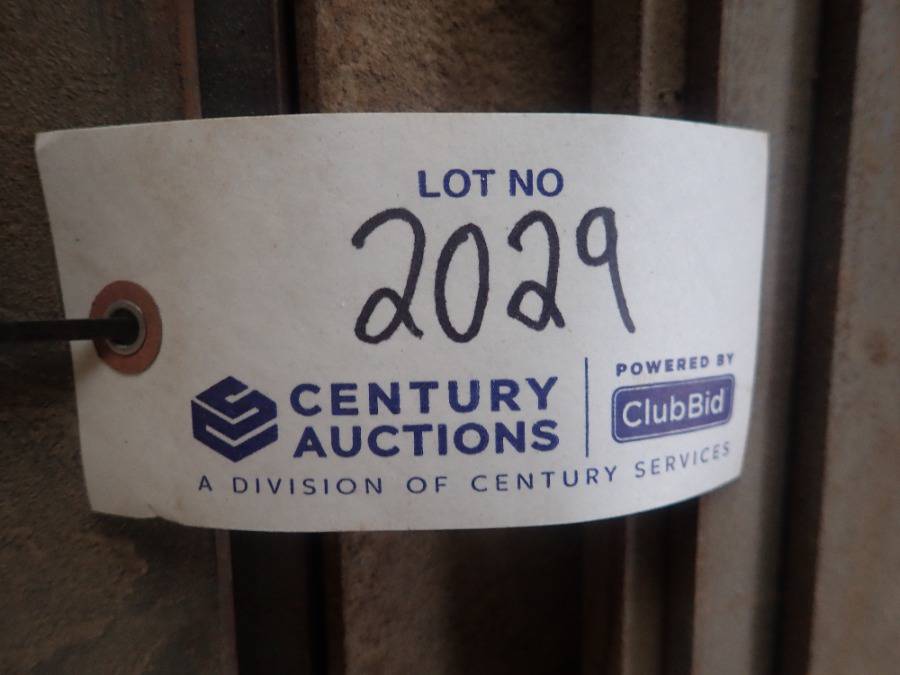 LOT NO
2029
CENTURY
AUCTIONS
POWERED BY
ClubBid
A DIVISION OF CENTURY SERVICES